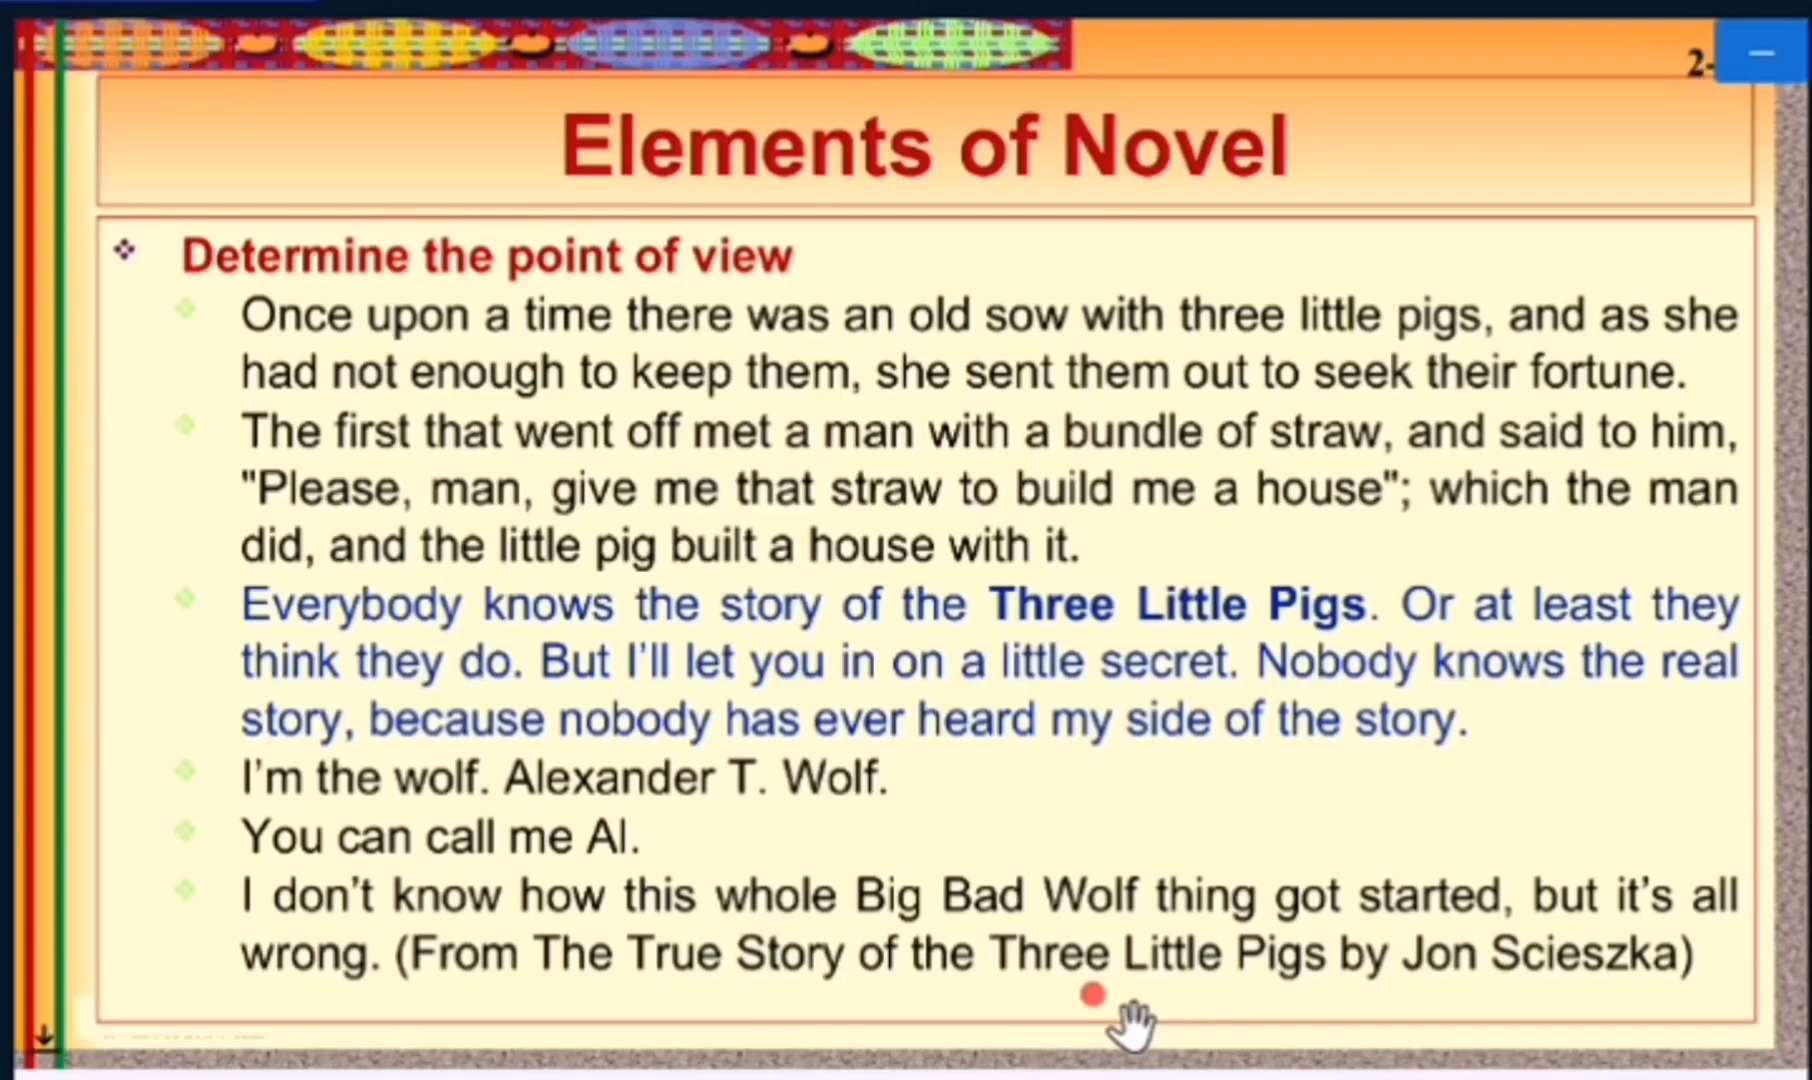 2-
Elements of Novel
Determine the point of view
Once upon a time there was an old sow with three little pigs, and as she
had not enough to keep them, she sent them out to seek their fortune.
The first that went off met a man with a bundle of straw, and said to him,
"Please, man, give me that straw to build me a house"; which the man
did, and the little pig built a house with it.
Everybody knows the story of the Three Little Pigs. Or at least they
think they do. But I'll let you in on a little secret. Nobody knows the real
story, because nobody has ever heard my side of the story.
I'm the wolf. Alexander T. Wolf.
You can call me Al.
I don't know how this whole Big Bad Wolf thing got started, but it's all
wrong. (From The True Story of the Three Little Pigs by Jon Scieszka)